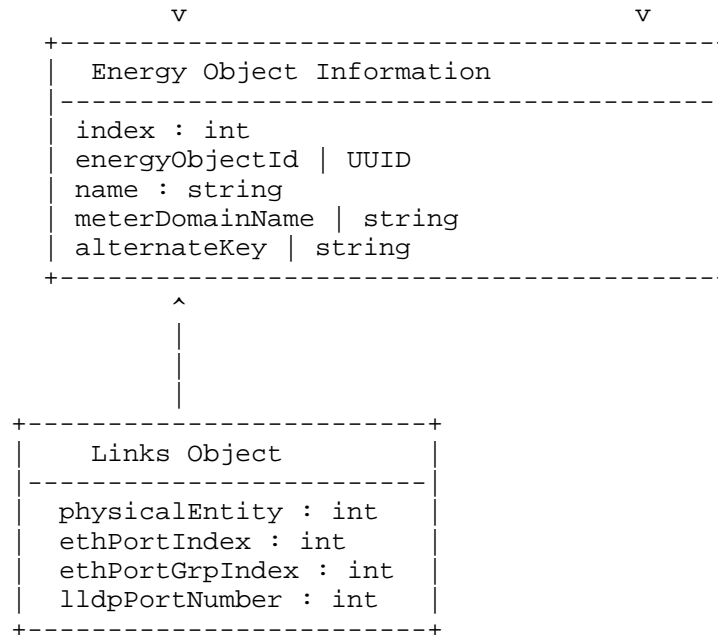 v v
Energy Object Information
index : int
energyObjectId | UUID
name : string
meterDomainName | string
alternateKey | string
^
Links Object
physicalEntity : int
ethPortIndex : int
ethPortGrpIndex : int
lldpPortNumber : int